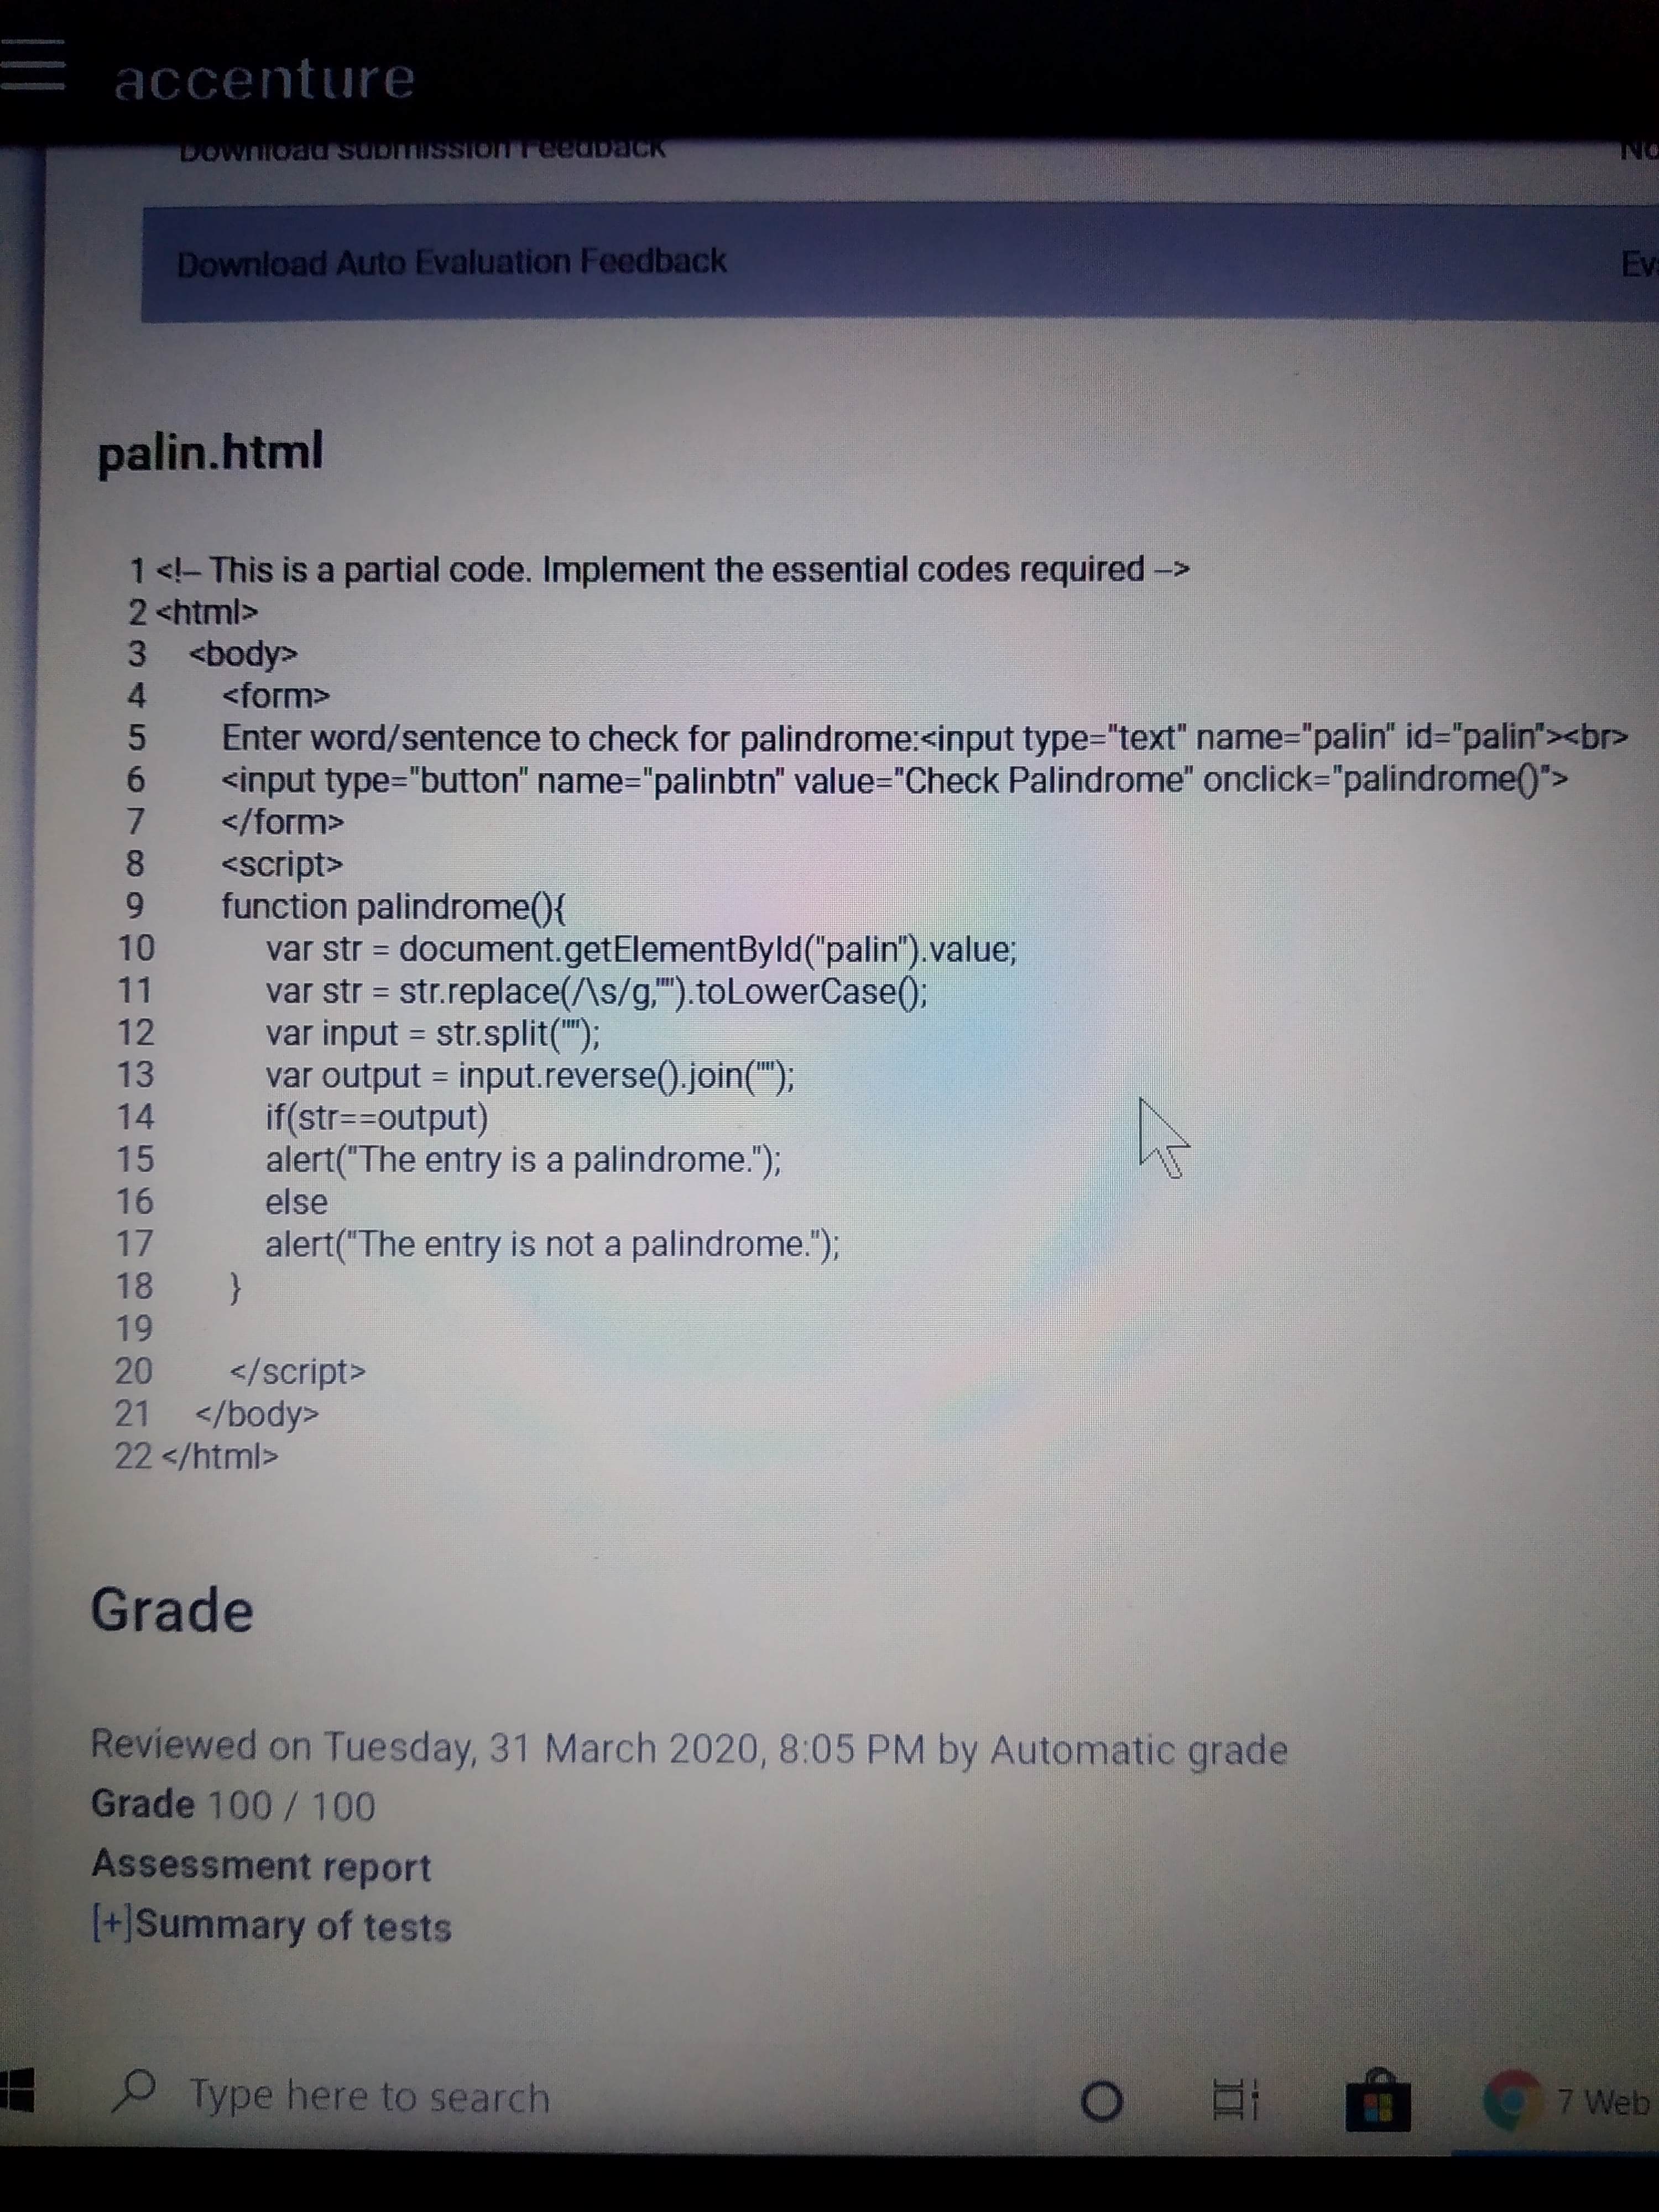 accenture
Download Submission Feedback
No
Download Auto Evaluation Feedback
Ev
palin.html
1 <!– This is a partial code. Implement the essential codes required –>
2 <html>
3 <body>
4 <form>
5 Enter word/sentence to check for palindrome:<input type="text" name="palin" id="palin"><br>
6 <input type="button" name="palinbtn" value="Check Palindrome" onclick="palindrome()">
7 </form>
8 <script>
9 function palindrome(){
10 var str = document.getElementById("palin").value;
11 var str = str.replace(/\s/g,"").toLowerCase();
12 var input = str.split("");
13 var output = input.reverse().join("");
14 if(str==output)
15 alert("The entry is a palindrome.");
16 else
17 alert("The entry is not a palindrome.");
18 }
19
20 </script>
21 </body>
22 </html>
Grade
Reviewed on Tuesday, 31 March 2020, 8:05 PM by Automatic grade
Grade 100 / 100
Assessment report
[+]Summary of tests
Type here to search
7 Web